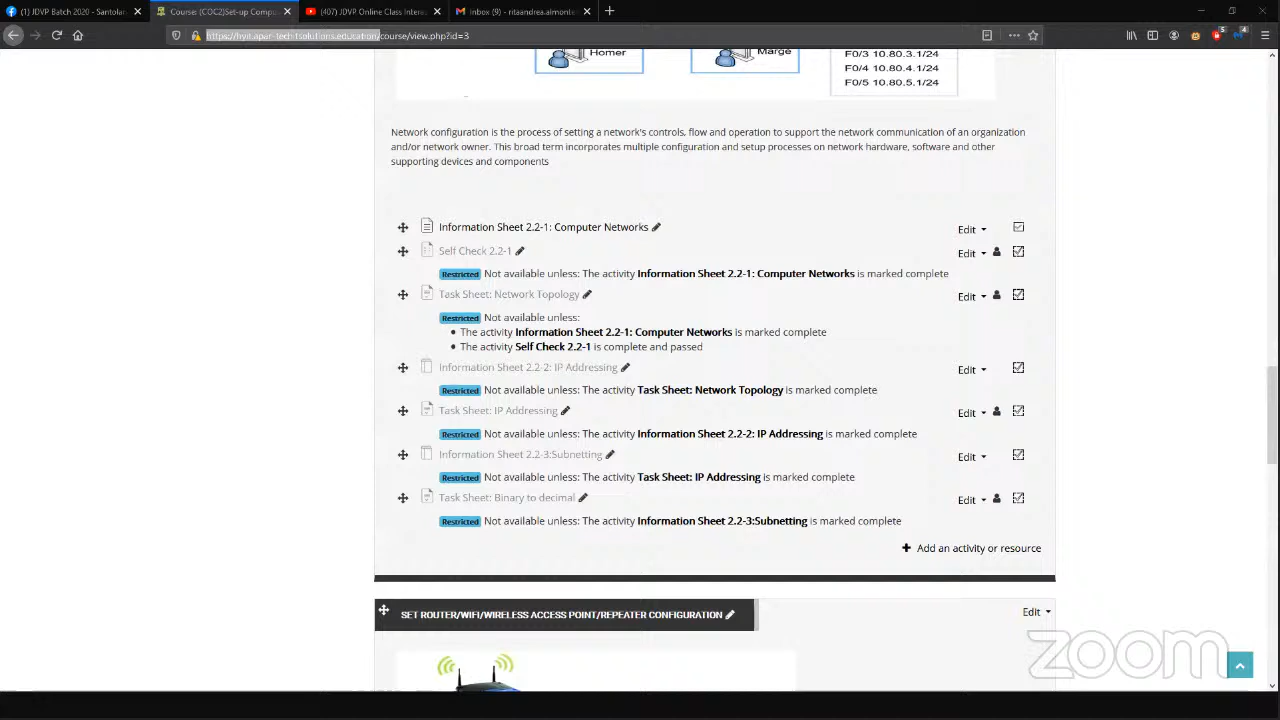 (1) JDVP Batch 2020 - Santolan
Course: (COC2)Set-up Compu
(407) JDVP Online Class Interac
Inbox (9) - ritaandrea.almonte
https://hyit.apar-techitsolutions.education/course/view.php?id=3
5
Homer
Marge
F0/3 10.80.3.1/24
F0/4 10.80.4.1/24
F0/5 10.80.5.1/24
Network configuration is the process of setting a network's controls, flow and operation to support the network communication of an organization
and/or network owner. This broad term incorporates multiple configuration and setup processes on network hardware, software and other
supporting devices and components
Information Sheet 2.2-1: Computer Networks
Edit
Self Check 2.2-1
Edit
Restricted Not available unless: The activity Information Sheet 2.2-1: Computer Networks is marked complete
Task Sheet: Network Topology
Edit
Restricted Not available unless:
• The activity Information Sheet 2.2-1: Computer Networks is marked complete
• The activity Self Check 2.2-1 is complete and passed
Information Sheet 2.2-2: IP Addressing
Edit
Restricted Not available unless: The activity Task Sheet: Network Topology is marked complete
Task Sheet: IP Addressing
Edit
Restricted Not available unless: The activity Information Sheet 2.2-2: IP Addressing is marked complete
Information Sheet 2.2-3:Subnetting
Edit
Restricted Not available unless: The activity Task Sheet: IP Addressing is marked complete
Task Sheet: Binary to decimal
Edit
Restricted Not available unless: The activity Information Sheet 2.2-3:Subnetting is marked complete
Add an activity or resource
SET ROUTER/WIFI/WIRELESS ACCESS POINT/REPEATER CONFIGURATION
Edit
zoom